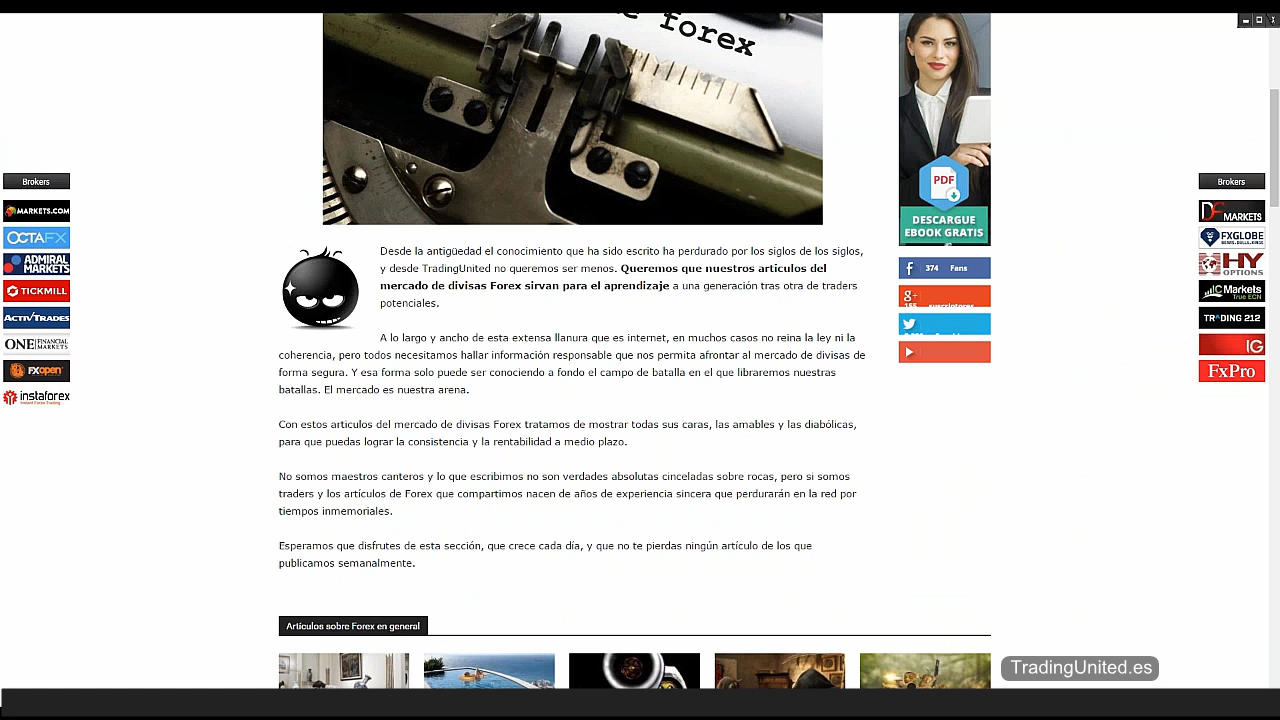 forex
Brokers
MARKETS.COM
OCTAFX
ADMIRAL
MARKETS
TICKMILL
ACTIVTRADES
ONE FINANCIAL
MARKETS
FXOPEN
instaforex
Instant Forex Trading
Desde la antigüedad el conocimiento que ha sido escrito ha perdurado por los siglos de los siglos,
y desde TradingUnited no queremos ser menos. Queremos que nuestros articulos del
mercado de divisas Forex sirvan para el aprendizaje a una generación tras otra de traders
potenciales.
A lo largo y ancho de esta extensa llanura que es internet, en muchos casos no reina la ley ni la
coherencia, pero todos necesitamos hallar información responsable que nos permita afrontar al mercado de divisas de
forma segura. Y esa forma solo puede ser conociendo a fondo el campo de batalla en el que libraremos nuestras
batallas. El mercado es nuestra arena.
Con estos articulos del mercado de divisas Forex tratamos de mostrar todas sus caras, las amables y las diabólicas,
para que puedas lograr la consistencia y la rentabilidad a medio plazo.
No somos maestros canteros y lo que escribimos no son verdades absolutas cinceladas sobre rocas, pero si somos
traders y los artículos de Forex que compartimos nacen de años de experiencia sincera que perdurarán en la red por
tiempos inmemoriales.
Esperamos que disfrutes de esta sección, que crece cada día, y que no te pierdas ningún artículo de los que
publicamos semanalmente.
Artículos sobre Forex en general
PDF
DESCARGUE
EBOOK GRATIS
374 Fans
Brokers
DF MARKETS
FXGLOBE
BEARS.BULLS.KINGS.
HY
OPTIONS
IC Markets
True ECN
TRADING 212
IG
FxPro
TradingUnited.es